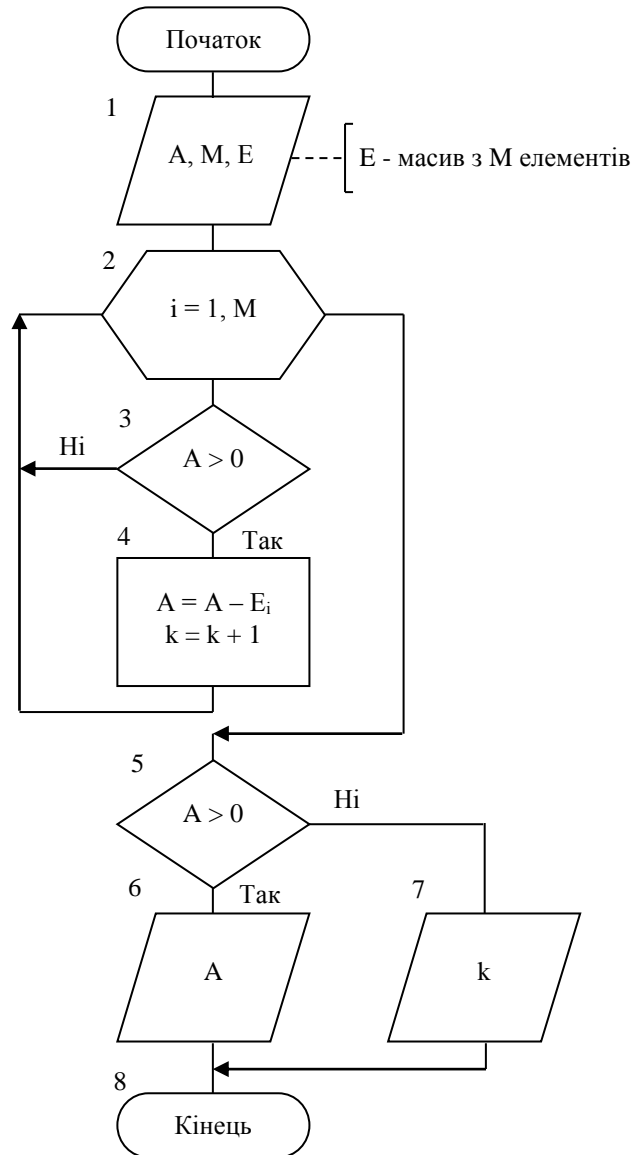 Початок
1
A, M, E
E - масив з M елементів
2
i = 1, M
3
Ні
A > 0
4
Так
A = A – Eᵢ
k = k + 1
5
A > 0
Ні
6
Так
7
A
k
8
Кінець